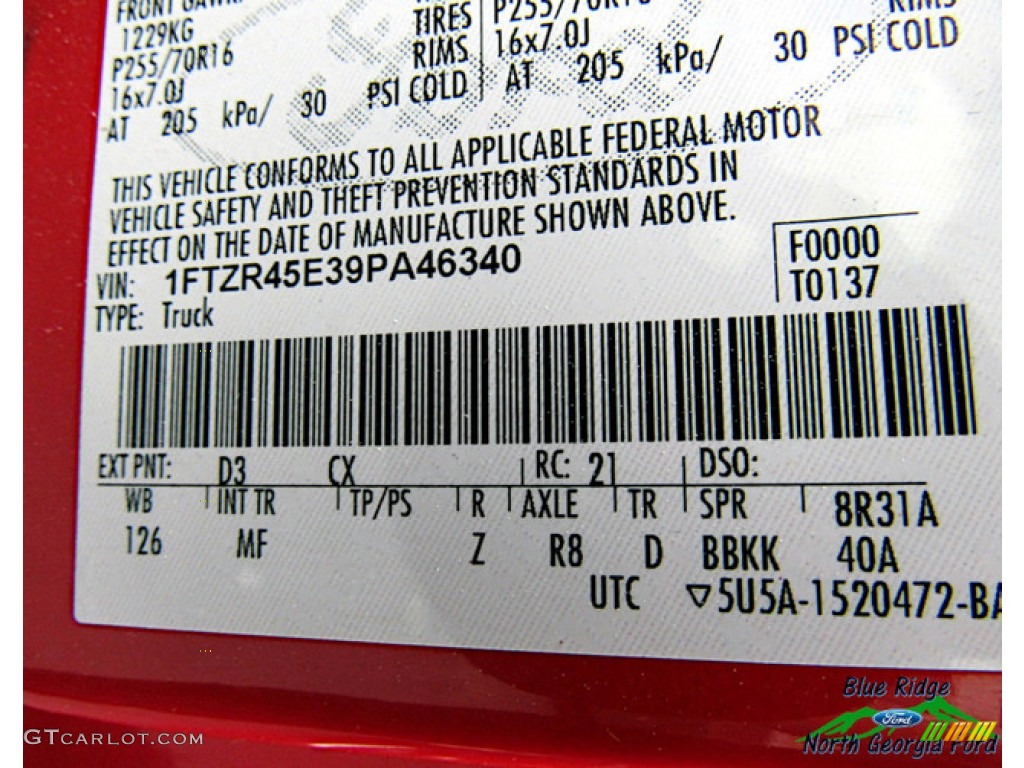 FRONT
1229KG
P255/70R16
16x7.0J
AT 205 kPa/ 30 PSI COLD
TIRES P255/70R16
RIMS 16x7.0J
RIMS
AT 205 kPa/ 30 PSI COLD
THIS VEHICLE CONFORMS TO ALL APPLICABLE FEDERAL MOTOR
VEHICLE SAFETY AND THEFT PREVENTION STANDARDS IN
EFFECT ON THE DATE OF MANUFACTURE SHOWN ABOVE.
VIN: 1FTZR45E39PA46340
F0000
T0137
TYPE: Truck
EXT PNT: D3 CX RC: 21 DSO:
WB INT TR TP/PS R AXLE TR SPR 8R31A
126 MF Z R8 D BBKK 40A
UTC 5U5A-1520472-BA
Blue Ridge
Ford
North Georgia Ford
GTCARLOT.COM